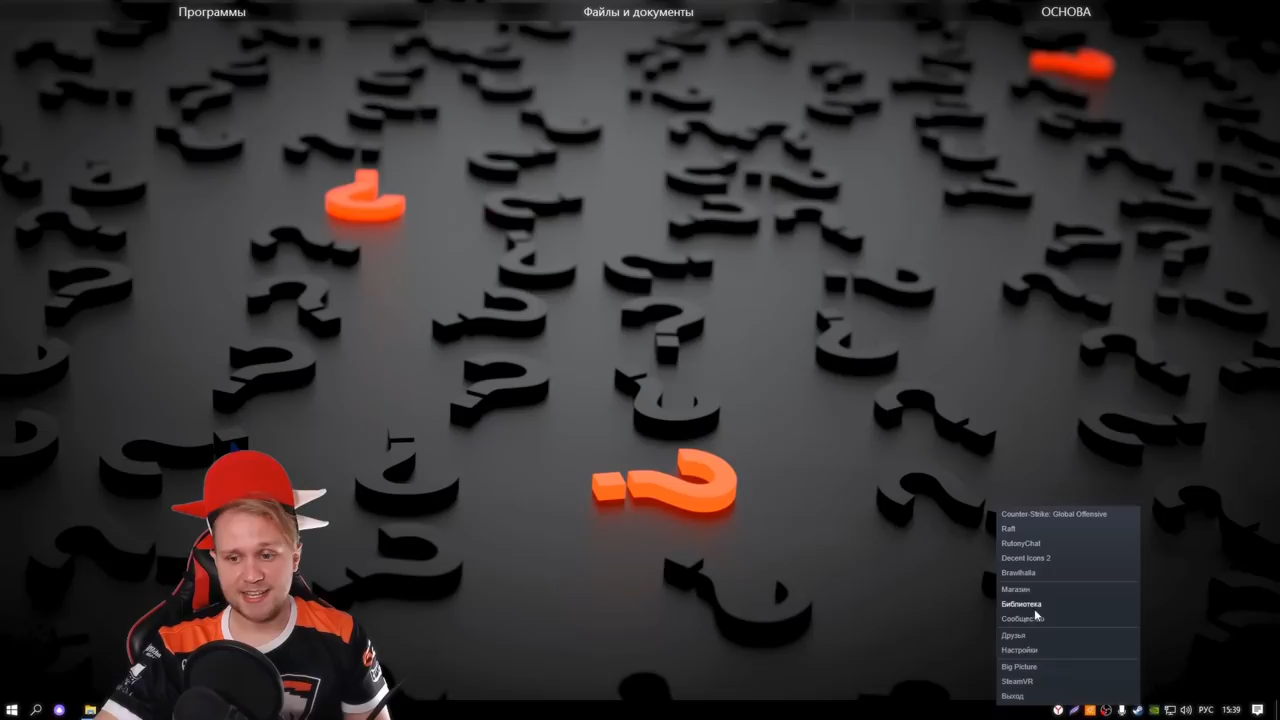 Программы
Файлы и документы
ОСНОВА
Counter-Strike: Global Offensive
Raft
RutonyChat
Decent Icons 2
Brawlhalla
Магазин
Библиотека
Сообщество
Друзья
Настройки
Big Picture
SteamVR
Выход
РУС
15:39